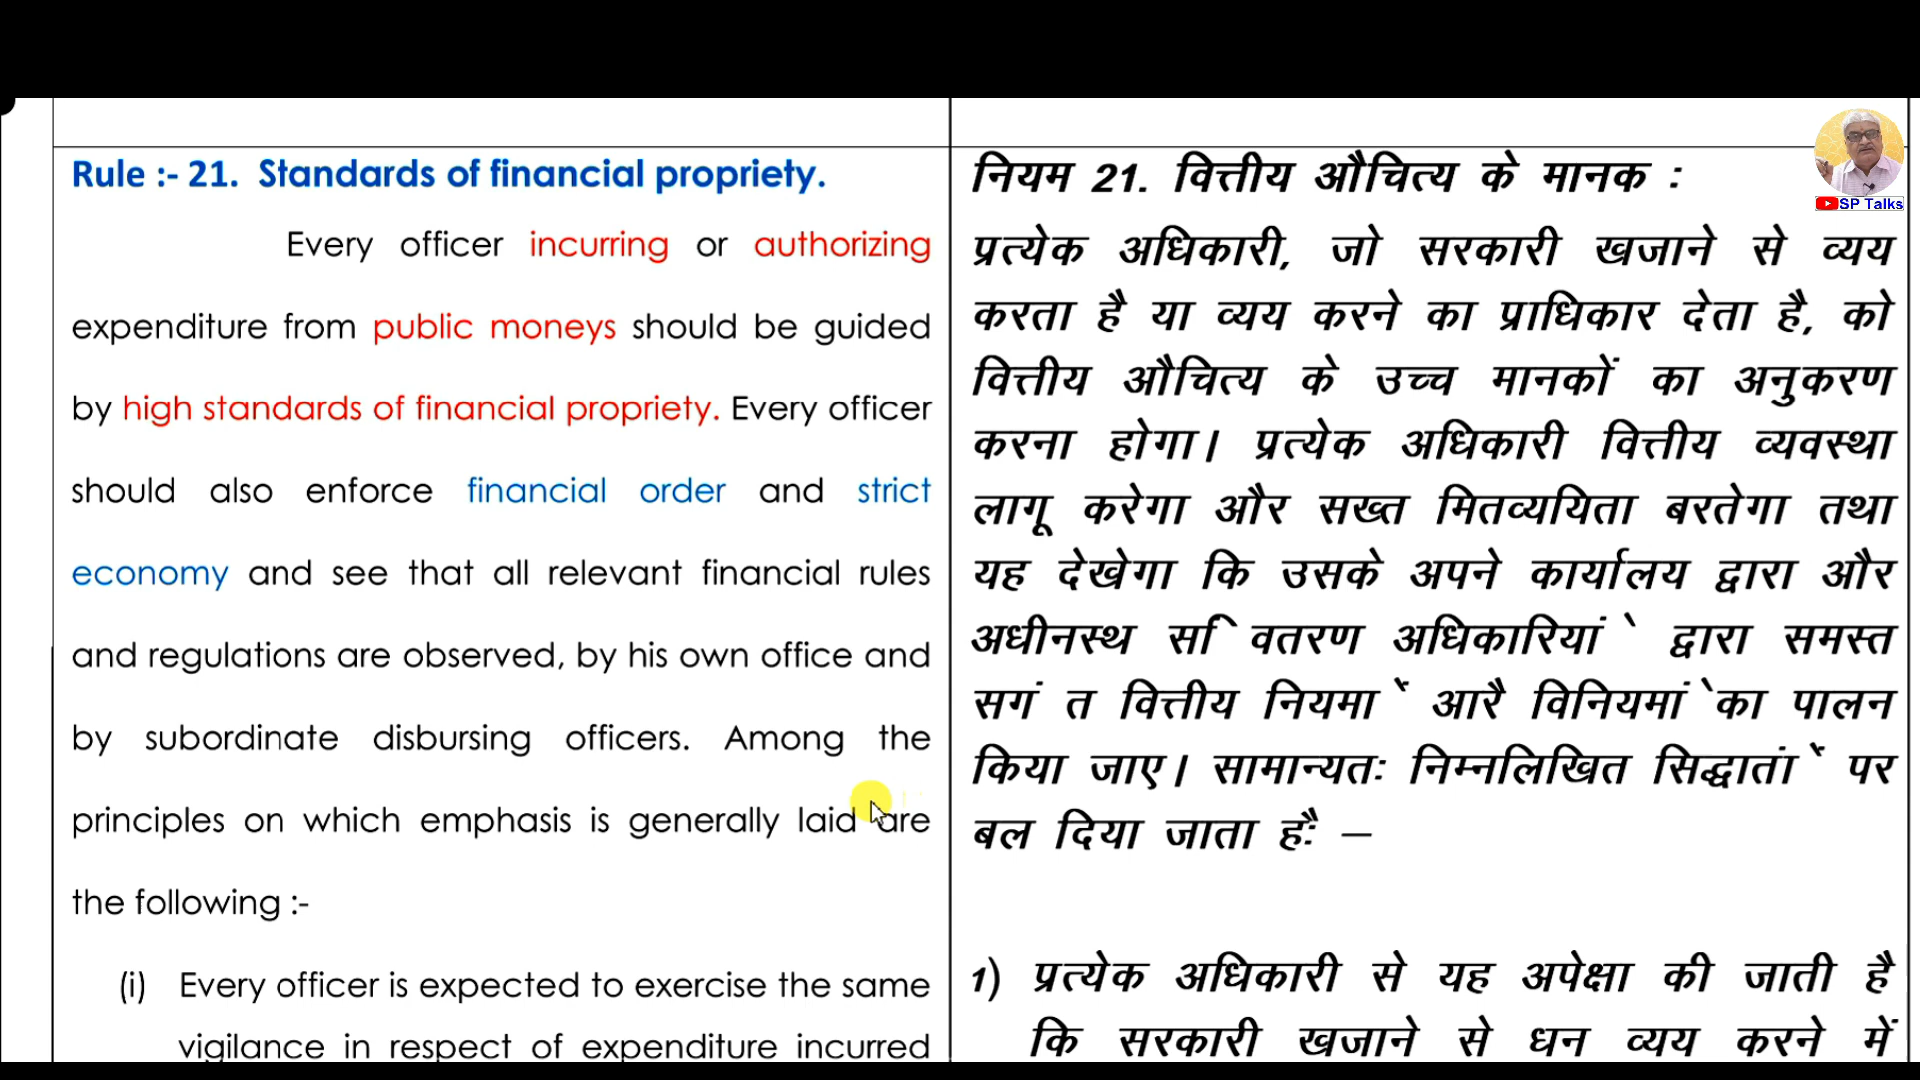 Rule :- 21. Standards of financial propriety.
Every officer incurring or authorizing
expenditure from public moneys should be guided
by high standards of financial propriety. Every officer
should also enforce financial order and strict
economy and see that all relevant financial rules
and regulations are observed, by his own office and
by subordinate disbursing officers. Among the
principles on which emphasis is generally laid are
the following :-
(i) Every officer is expected to exercise the same
vigilance in respect of expenditure incurred
नियम 21. वित्तीय औचित्य के मानक :
प्रत्येक अधिकारी, जो सरकारी खजाने से व्यय
करता है या व्यय करने का प्राधिकार देता है, को
वित्तीय औचित्य के उच्च मानकों का अनुकरण
करना होगा। प्रत्येक अधिकारी वित्तीय व्यवस्था
लागू करेगा और सख्त मितव्ययिता बरतेगा तथा
यह देखेगा कि उसके अपने कार्यालय द्वारा और
अधीनस्थ वतरण अधिकारियां े द्वारा समस्त
सगं त वित्तीय नियमा ें आरै विनियमां े का पालन
किया जाए। सामान्यतः निम्नलिखित सिद्धातां ें पर
बल दिया जाता हैः –
1) प्रत्येक अधिकारी से यह अपेक्षा की जाती है
कि सरकारी खजाने से धन व्यय करने में
SP Talks